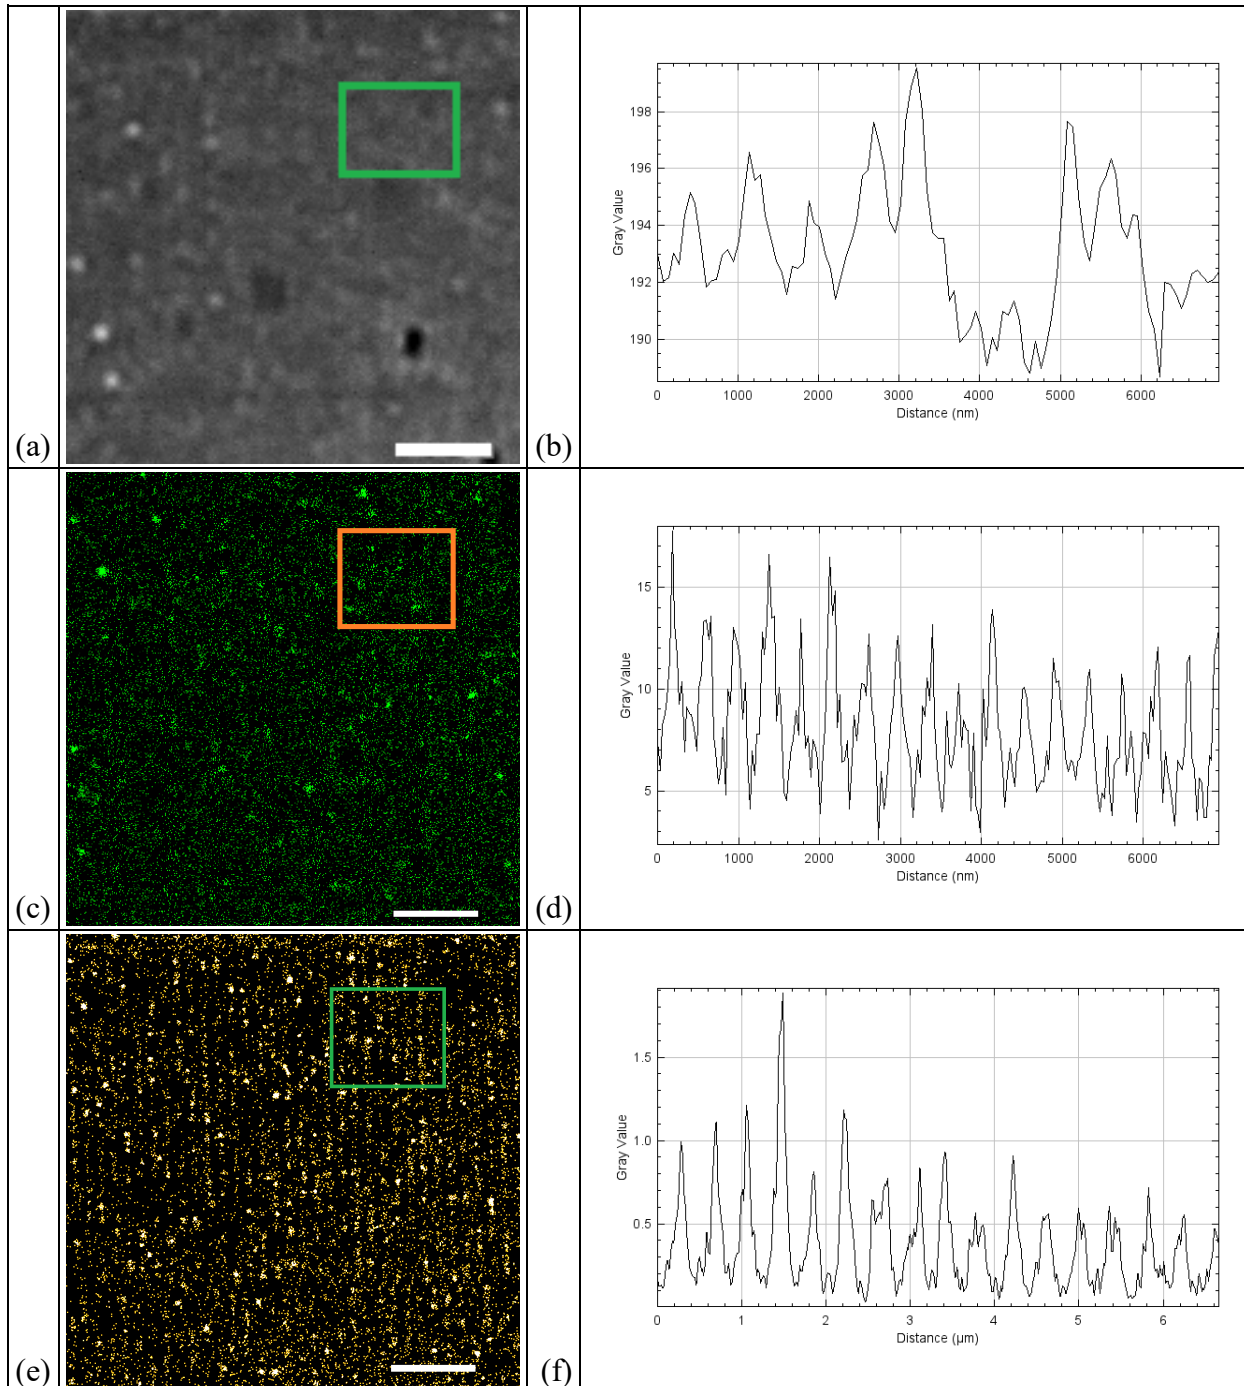 (a)
(b)
198
196
194
192
190
Gray Value
0 1000 2000 3000 4000 5000 6000
Distance (nm)
(c)
(d)
15
10
5
Gray Value
0 1000 2000 3000 4000 5000 6000
Distance (nm)
(e)
(f)
1.5
1.0
0.5
Gray Value
0 1 2 3 4 5 6
Distance (µm)